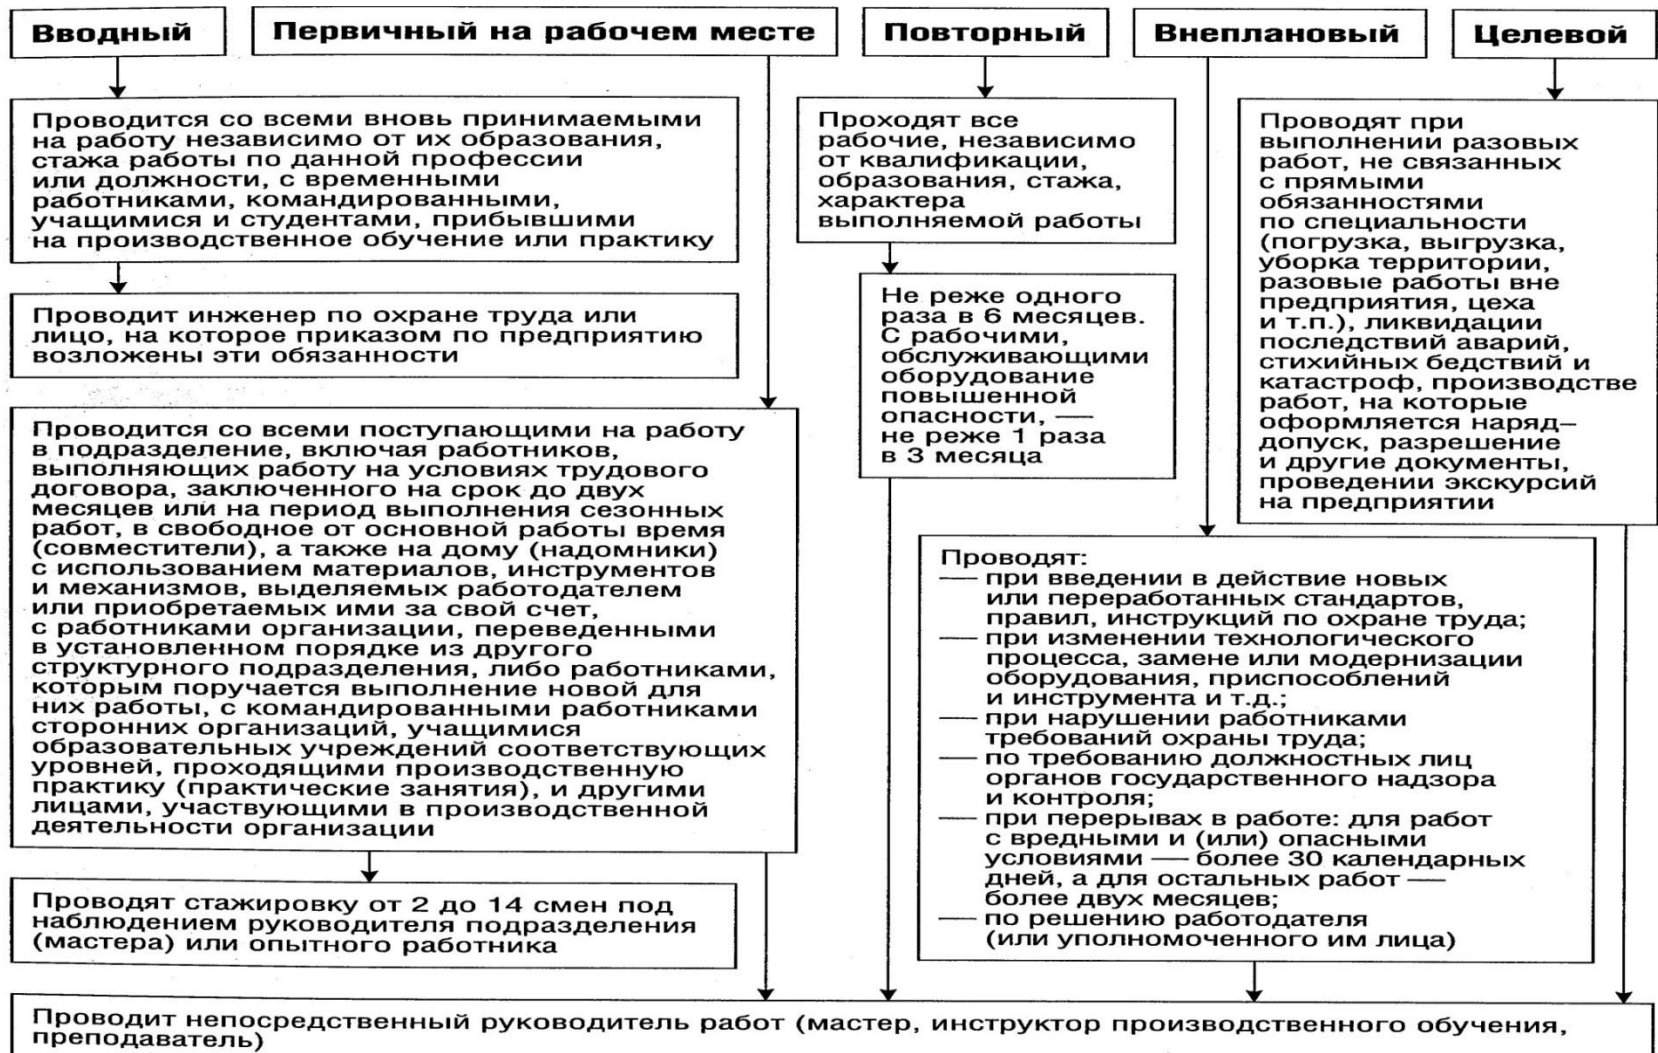 Вводный
Первичный на рабочем месте
Повторный
Внеплановый
Целевой
Проводится со всеми вновь принимаемыми
на работу независимо от их образования,
стажа работы по данной профессии
или должности, с временными
работниками, командированными,
учащимися и студентами, прибывшими
на производственное обучение или практику
Проводит инженер по охране труда или
лицо, на которое приказом по предприятию
возложены эти обязанности
Проводится со всеми поступающими на работу
в подразделение, включая работников,
выполняющих работу на условиях трудового
договора, заключенного на срок до двух
месяцев или на период выполнения сезонных
работ, в свободное от основной работы время
(совместители), а также на дому (надомники)
с использованием материалов, инструментов
и механизмов, выделяемых работодателем
или приобретаемых ими за свой счет,
с работниками организации, переведенными
в установленном порядке из другого
структурного подразделения, либо работниками,
которым поручается выполнение новой для
них работы, с командированными работниками
сторонних организаций, учащимися
образовательных учреждений соответствующих
уровней, проходящими производственную
практику (практические занятия), и другими
лицами, участвующими в производственной
деятельности организации
Проводят стажировку от 2 до 14 смен под
наблюдением руководителя подразделения
(мастера) или опытного работника
Проходят все
рабочие, независимо
от квалификации,
образования, стажа,
характера
выполняемой работы
Не реже одного
раза в 6 месяцев.
С рабочими,
обслуживающими
оборудование
повышенной
опасности, —
не реже 1 раза
в 3 месяца
Проводят при
выполнении разовых
работ, не связанных
с прямыми
обязанностями
по специальности
(погрузка, выгрузка,
уборка территории,
разовые работы вне
предприятия, цеха
и т.п.), ликвидации
последствий аварий,
стихийных бедствий и
катастроф, производстве
работ, на которые
оформляется наряд–
допуск, разрешение
и другие документы,
проведении экскурсий
на предприятии
Проводят:
— при введении в действие новых
или переработанных стандартов,
правил, инструкций по охране труда;
— при изменении технологического
процесса, замене или модернизации
оборудования, приспособлений
и инструмента и т.д.;
— при нарушении работниками
требований охраны труда;
— по требованию должностных лиц
органов государственного надзора
и контроля;
— при перерывах в работе: для работ
с вредными и (или) опасными
условиями — более 30 календарных
дней, а для остальных работ —
более двух месяцев;
— по решению работодателя
(или уполномоченного им лица)
Проводит непосредственный руководитель работ (мастер, инструктор производственного обучения,
преподаватель)